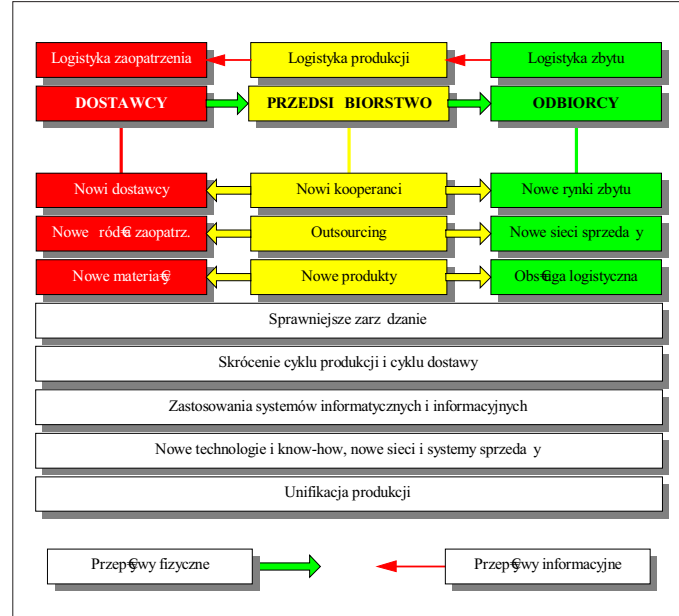 Logistyka zaopatrzenia Logistyka produkcji Logistyka zbytu
DOSTAWCY PRZEDSI BIORSTWO ODBIORCY
Nowi dostawcy Nowi kooperanci Nowe rynki zbytu
Nowe ród€ zaopatrz. Outsourcing Nowe sieci sprzeda y
Nowe materia€y Nowe produkty Obs€uga logistyczna
Sprawniejsze zarz dzanie
Skrócenie cyklu produkcji i cyklu dostawy
Zastosowania systemów informatycznych i informacyjnych
Nowe technologie i know-how, nowe sieci i systemy sprzeda y
Unifikacja produkcji
Przep€ywy fizyczne Przep€ywy informacyjne